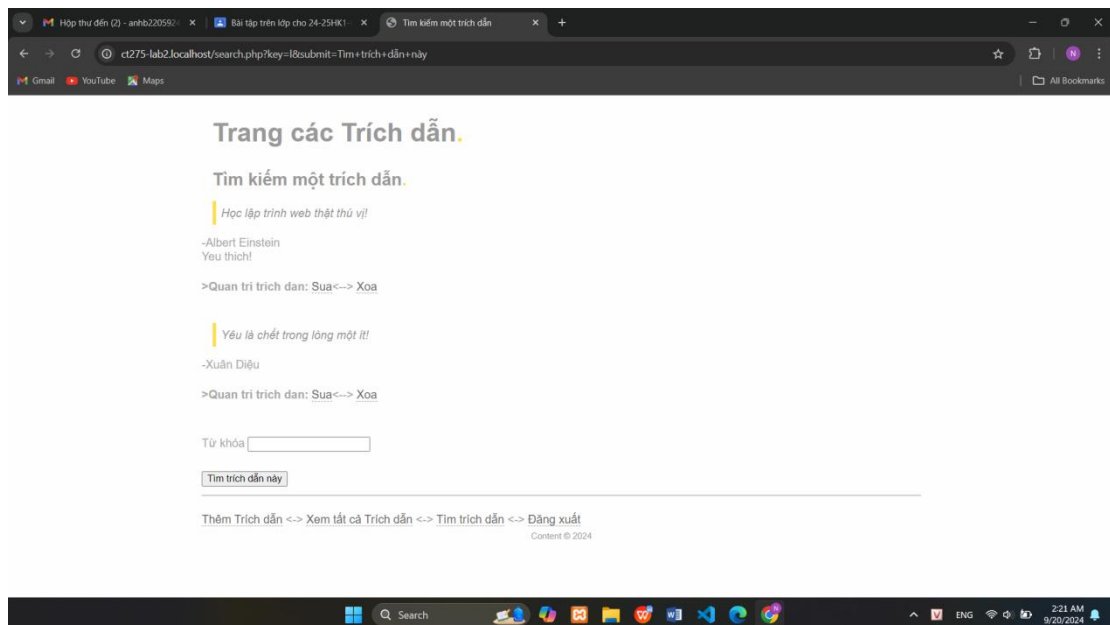 Hộp thư đến (2) - anhb220592
Bài tập trên lớp cho 24-25HK1-
Tìm kiếm một trích dẫn
ct275-lab2.localhost/search.php?key=l&submit=Tìm+trích+dẫn+này
N
Gmail YouTube Maps
All Bookmarks
Trang các Trích dẫn.
Tìm kiếm một trích dẫn.
Học lập trình web thật thú vị!
-Albert Einstein
Yeu thich!
>Quan tri trich dan: Sua<--> Xoa
Yêu là chết trong lòng một ít!
-Xuân Diệu
>Quan tri trich dan: Sua<--> Xoa
Từ khóa
Tìm trích dẫn này
Thêm Trích dẫn <-> Xem tất cả Trích dẫn <-> Tìm trích dẫn <-> Đăng xuất
Content © 2024
Search
ENG
2:21 AM
9/20/2024